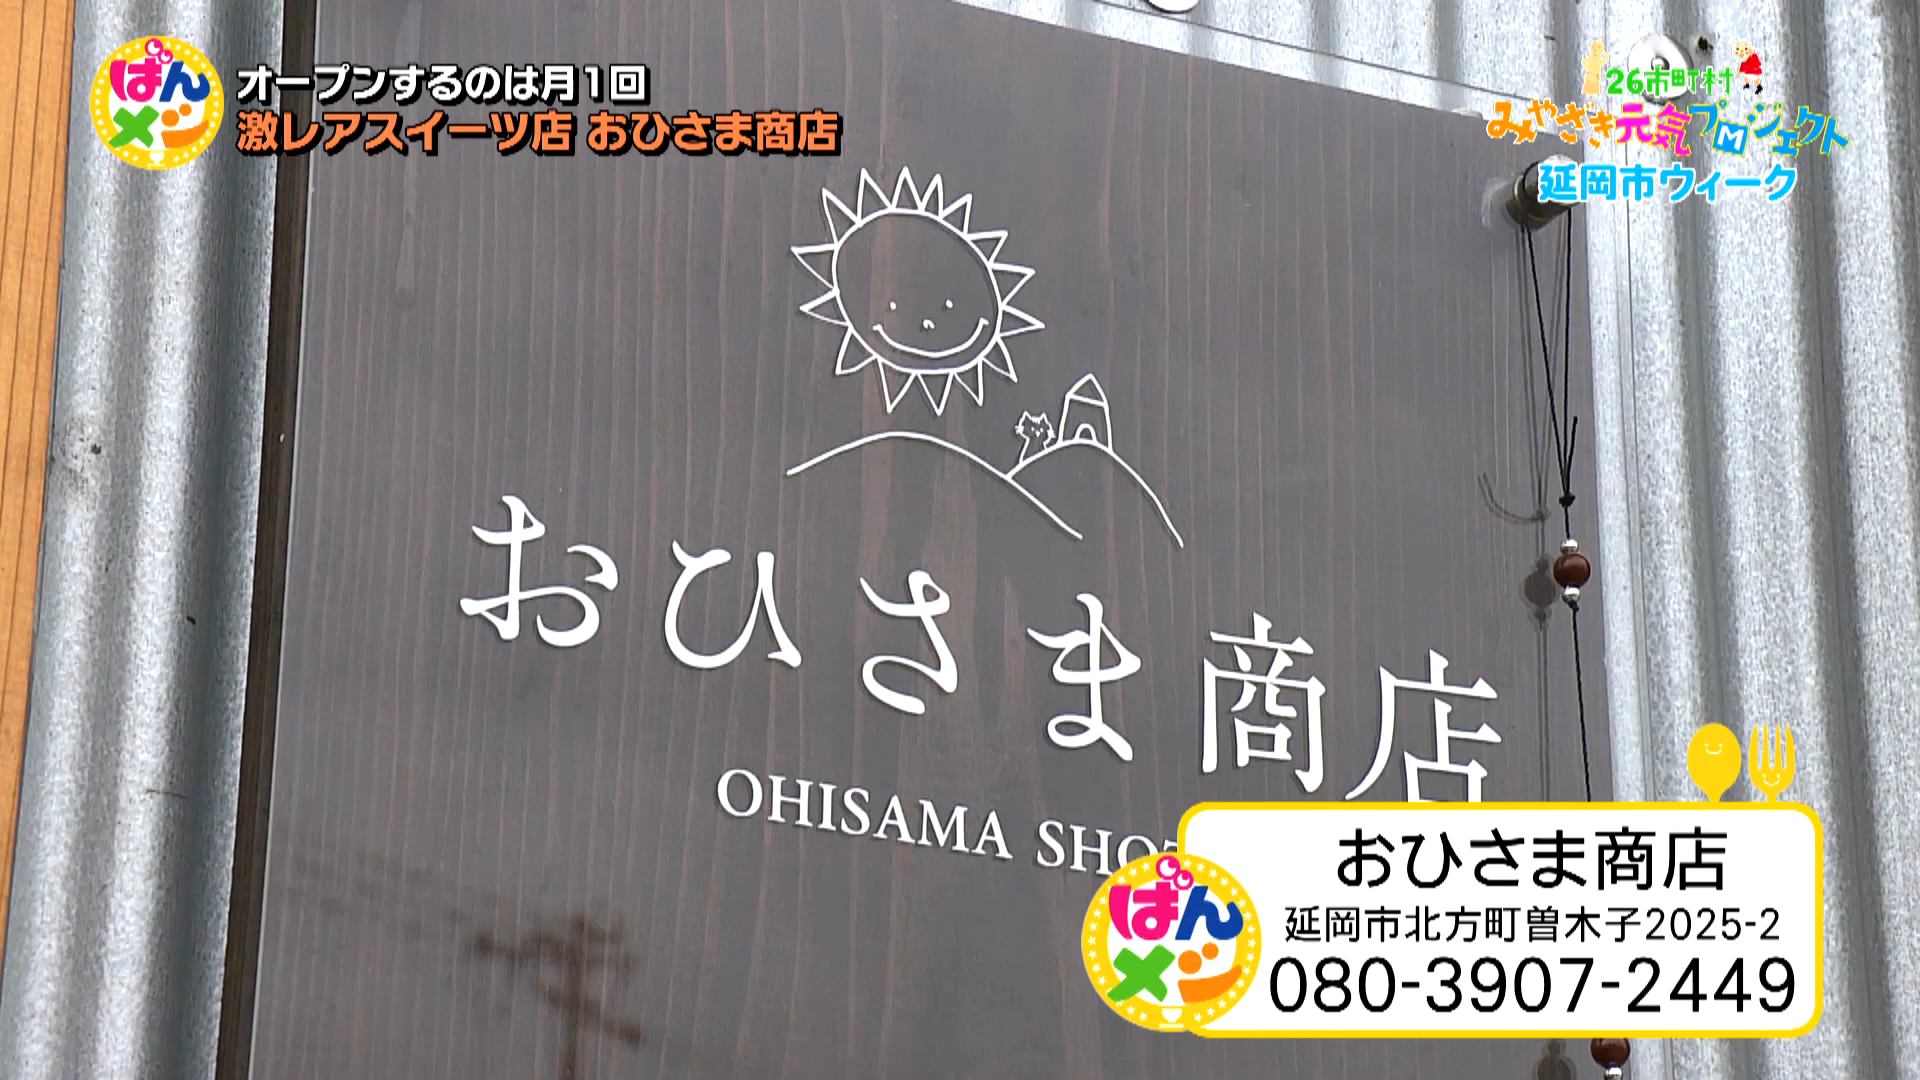 ばん
メシ
オープンするのは月1回
激レアスイーツ店 おひさま商店
26市町村
みやざき元気プロジェクト
延岡市ウィーク
おひさま商店
OHISAMA SHO
おひさま商店
延岡市北方町曽木子2025-2
080-3907-2449
ばん
メシ